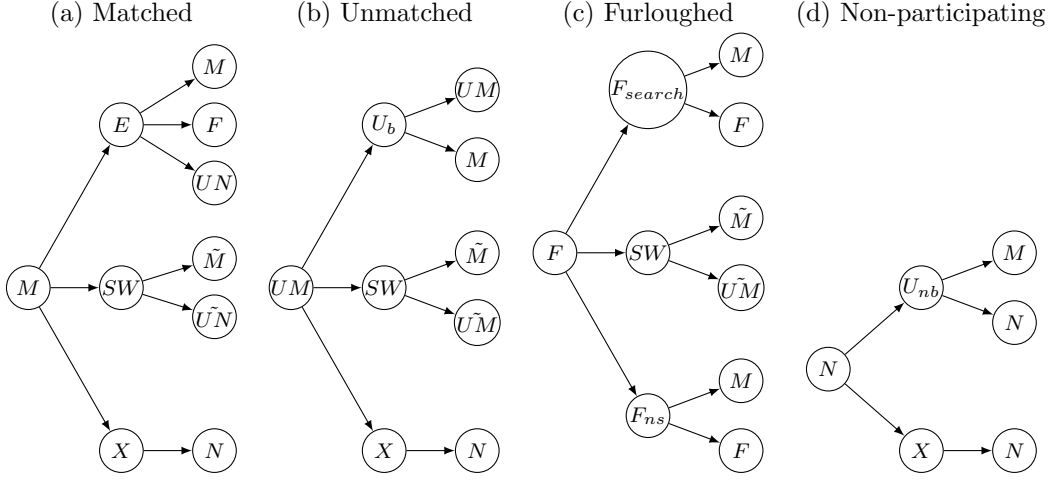 (a) Matched
(b) Unmatched
(c) Furloughed
(d) Non-participating
M
E
M
F
UN
SW
M̃
UÑ
X
N
UM
U_b
UM
M
SW
M̃
UM̃
X
N
F
F_search
M
F
SW
M̃
UM̃
F_ns
M
F
N
U_nb
M
N
X
N